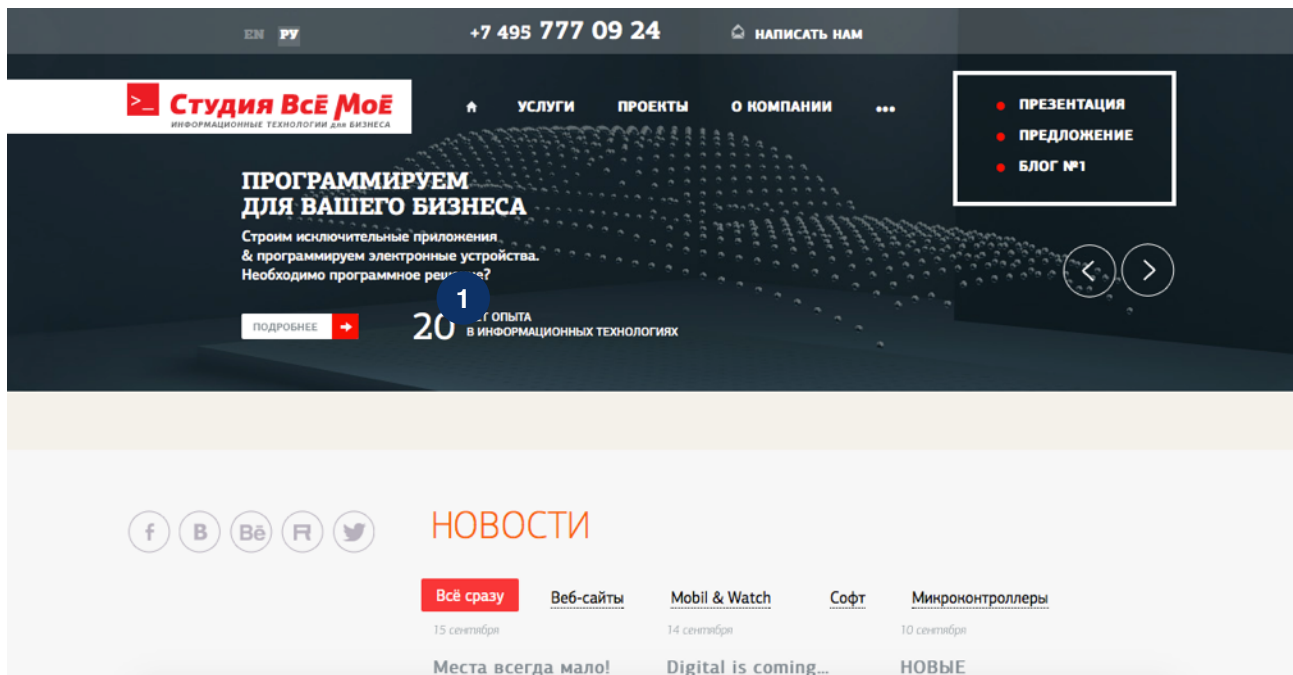 EN РУ
+7 495 777 09 24
НАПИСАТЬ НАМ
>_ Студия Всё Моё
ИНФОРМАЦИОННЫЕ ТЕХНОЛОГИИ для БИЗНЕСА
УСЛУГИ ПРОЕКТЫ О КОМПАНИИ •••
ПРЕЗЕНТАЦИЯ
ПРЕДЛОЖЕНИЕ
БЛОГ №1
ПРОГРАММИРУЕМ
ДЛЯ ВАШЕГО БИЗНЕСА
Строим исключительные приложения
& программируем электронные устройства.
Необходимо программное
1
ПОДРОБНЕЕ
20 ОПЫТА
В ИНФОРМАЦИОННЫХ ТЕХНОЛОГИЯХ
f B Bē R
НОВОСТИ
Всё сразу Веб-сайты Mobil & Watch Софт Микроконтроллеры
15 сентября 14 сентября 10 сентября
Места всегда мало! Digital is coming... НОВЫЕ